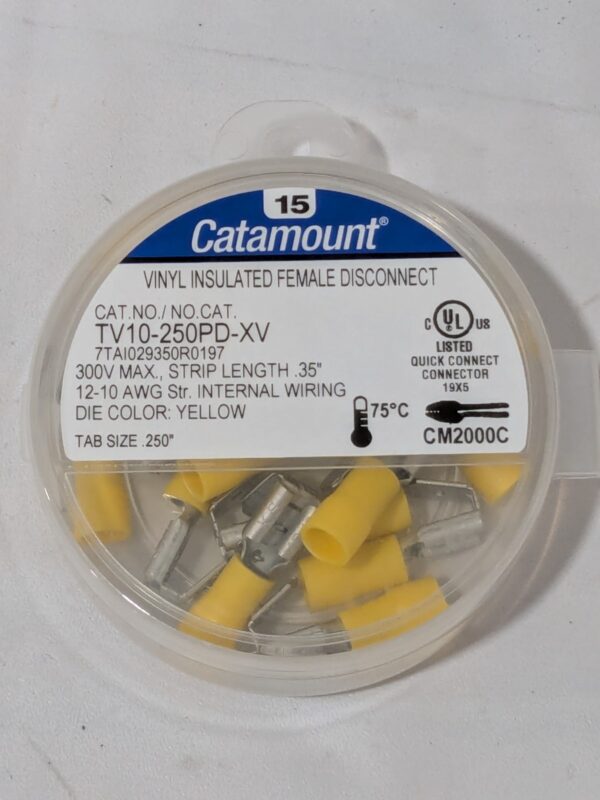 15
Catamount®
VINYL INSULATED FEMALE DISCONNECT
CAT.NO./ NO.CAT.
TV10-250PD-XV
7TAI029350R0197
300V MAX., STRIP LENGTH .35"
12-10 AWG Str. INTERNAL WIRING
DIE COLOR: YELLOW
TAB SIZE .250"
C UL US
LISTED
QUICK CONNECT
CONNECTOR
19X5
75°C
CM2000C